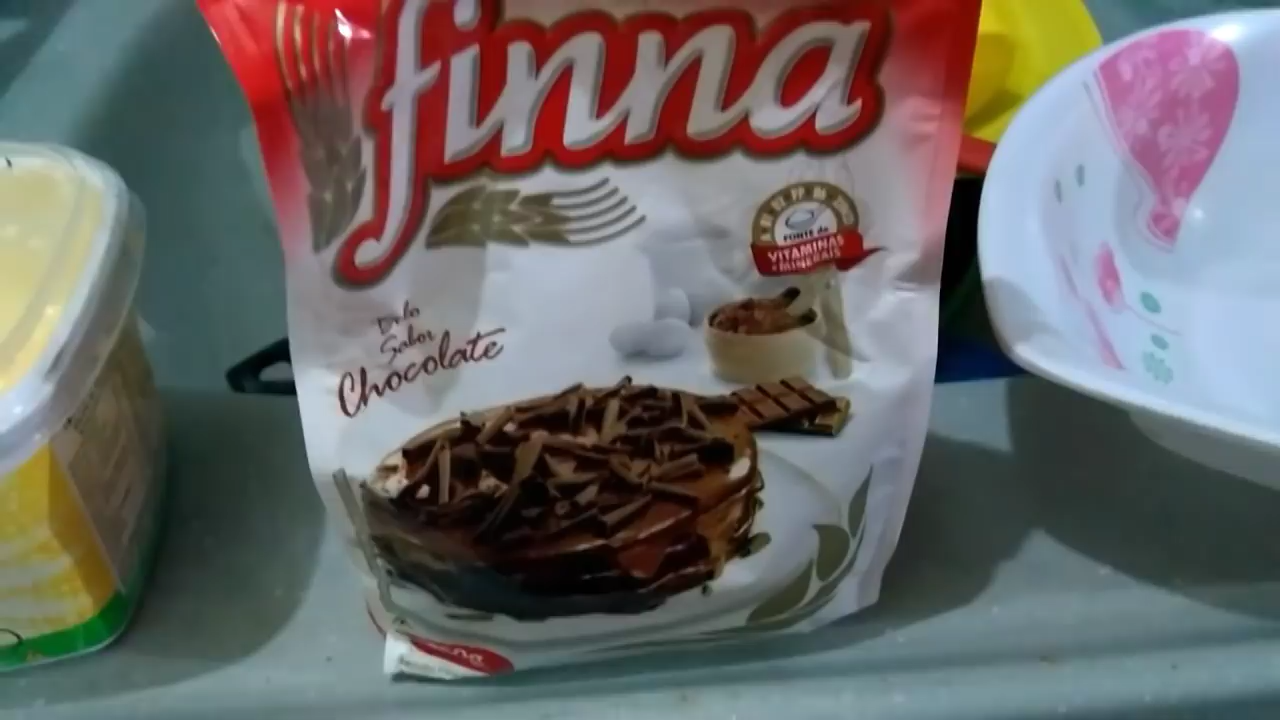 finna
FONTE de
VITAMINAS
+MINERAIS
Bolo
Sabor
Chocolate